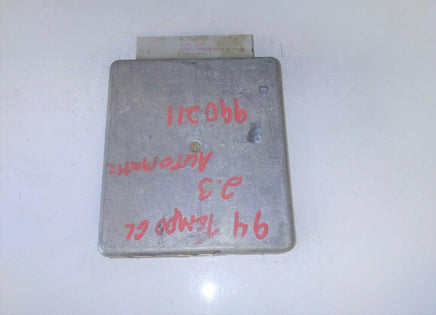 990211
AUTOMATIC
2.3
94 TEMPO GL